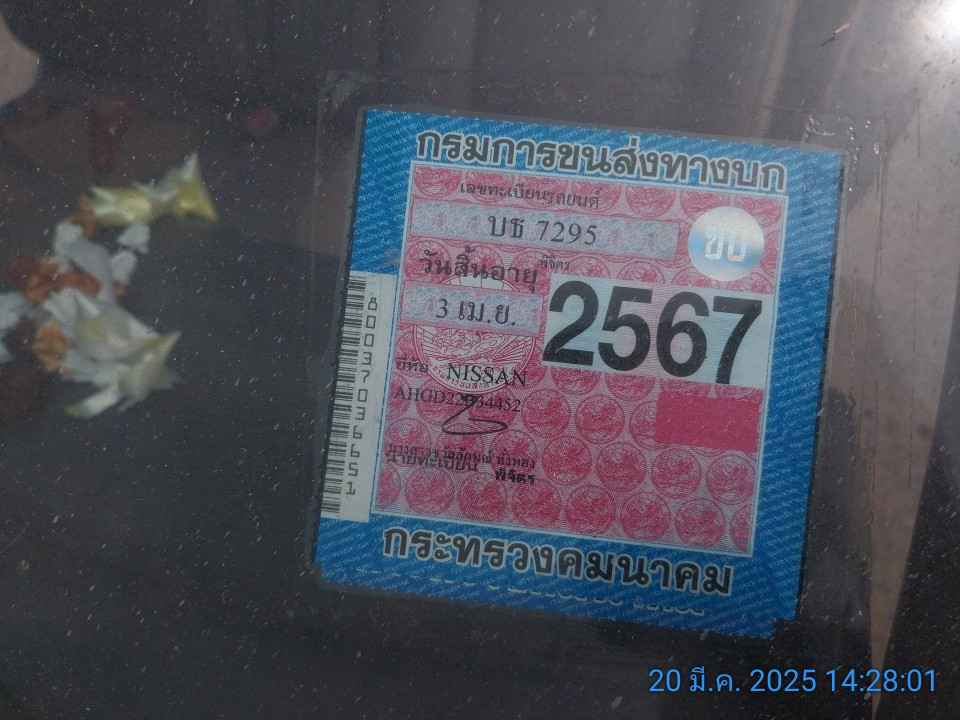 กรมการขนส่งทางบก
เลขทะเบียนรถยนต์
บธ 7295
ขบ
พิจิตร
วันสิ้นอายุ
3 เม.ย.
2567
ยี่ห้อ NISSAN
AHGD22
นายทะเบียน
พิจิตร
800370366651
กระทรวงคมนาคม
20 มี.ค. 2025 14:28:01